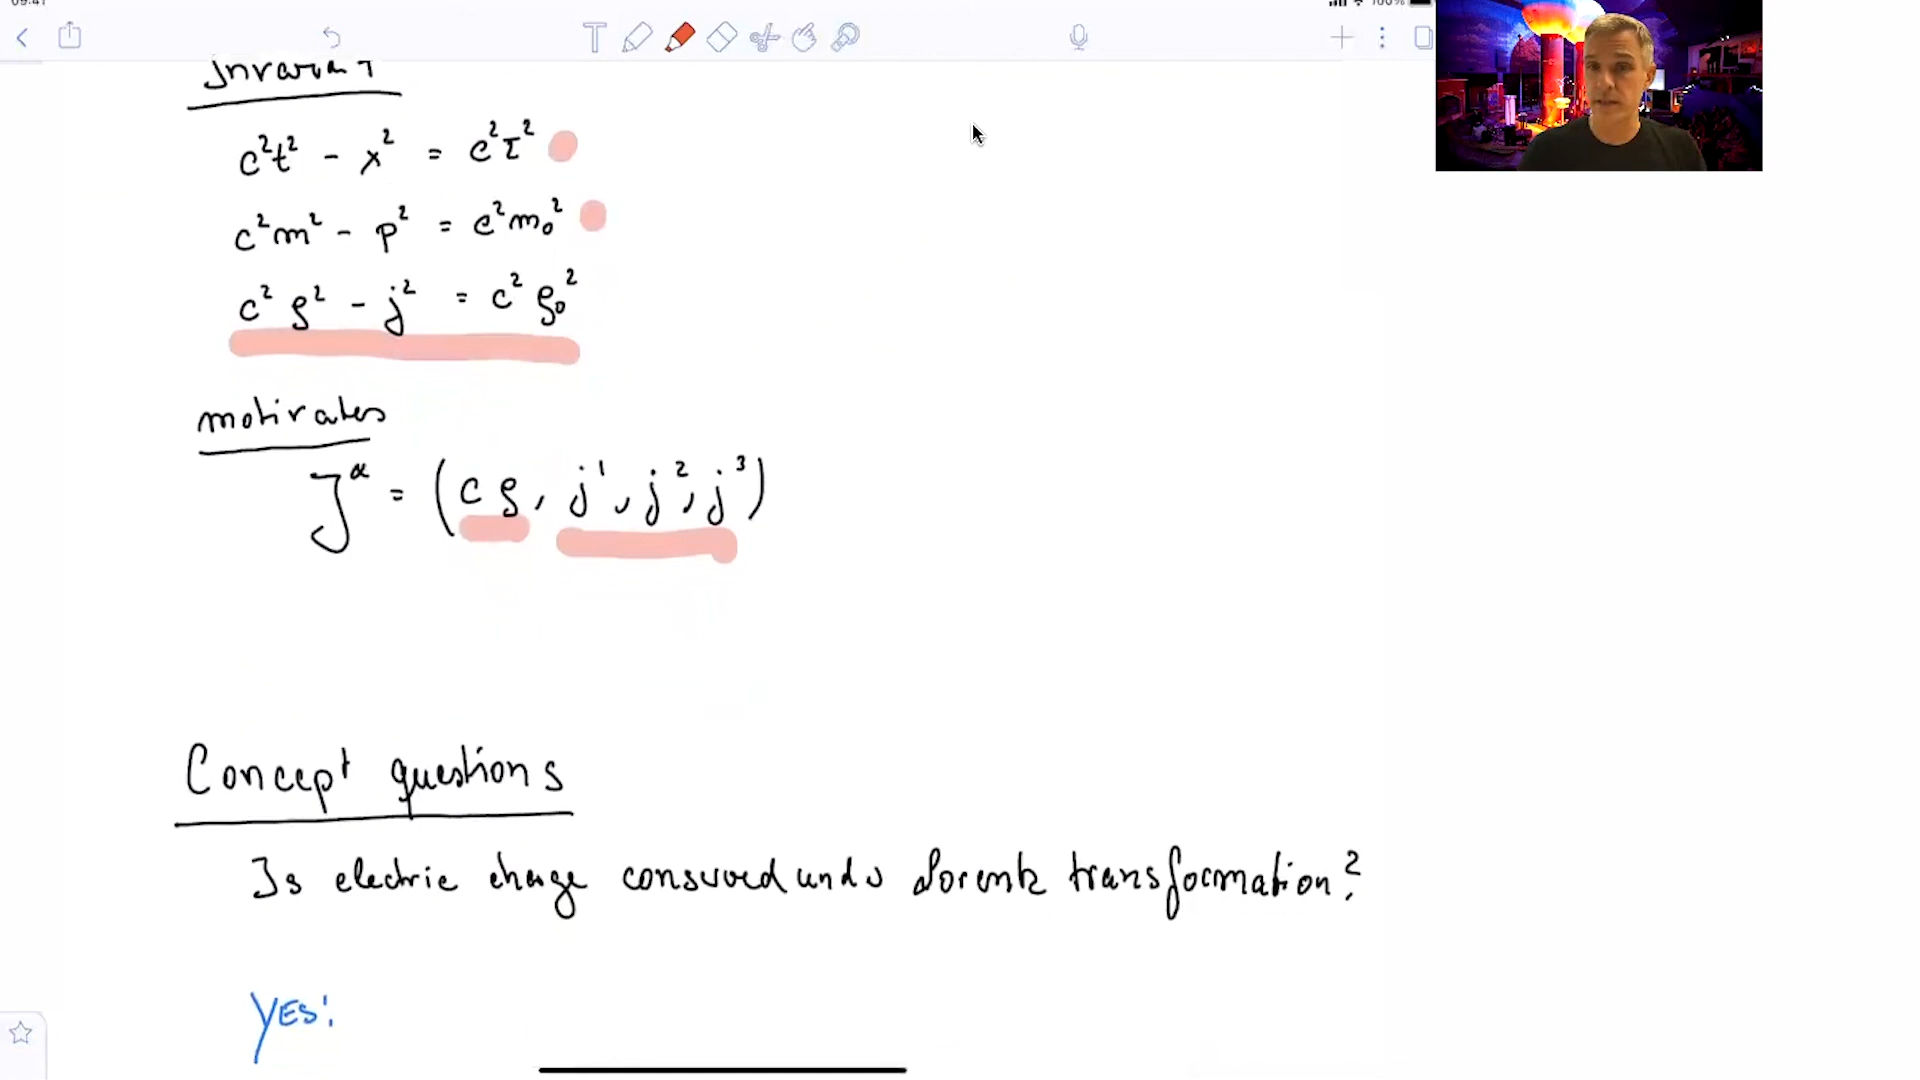 Invariant
c²t² - x² = c²τ²
c²m² - p² = c²m₀²
c²ρ² - j² = c²ρ₀²
motivates
J^α = (cρ, j¹, j², j³)
Concept questions
Is electric charge conserved under Lorentz transformation?
YES: